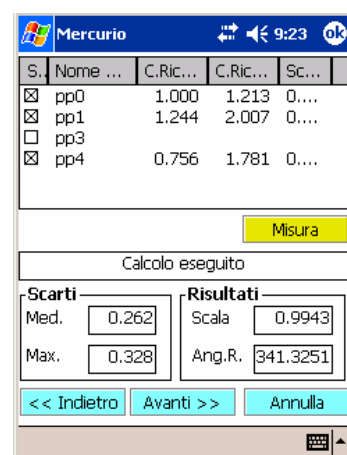 Mercurio 9:23 ok
S.. Nome ... C.Ric... C.Ric... Sc...
pp0 1.000 1.213 0....
pp1 1.244 2.007 0....
pp3
pp4 0.756 1.781 0....
Misura
Calcolo eseguito
Scarti Risultati
Med. 0.262 Scala 0.9943
Max. 0.328 Ang.R. 341.3251
<< Indietro Avanti >> Annulla